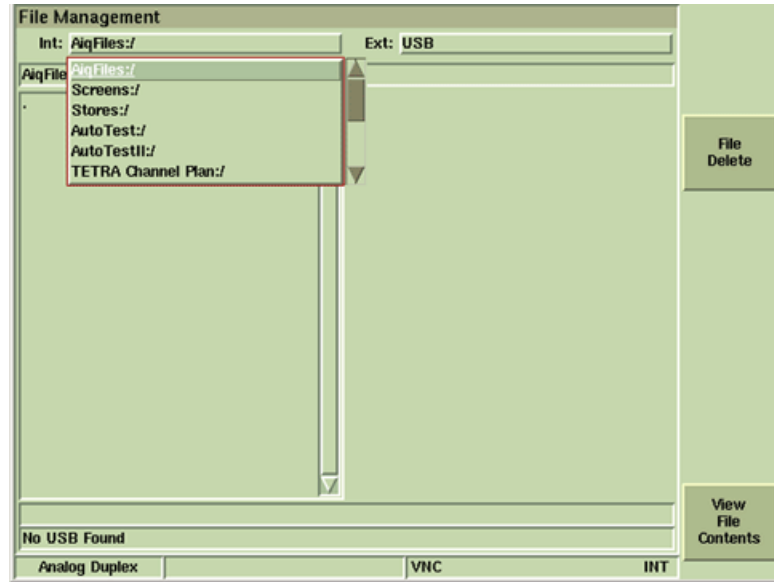 File Management
Int: AiqFiles:/ Ext: USB
AiqFile
AiqFiles:/
Screens:/
Stores:/
AutoTest:/
AutoTestII:/
TETRA Channel Plan:/
.
File
Delete
View
File
Contents
No USB Found
Analog Duplex VNC INT